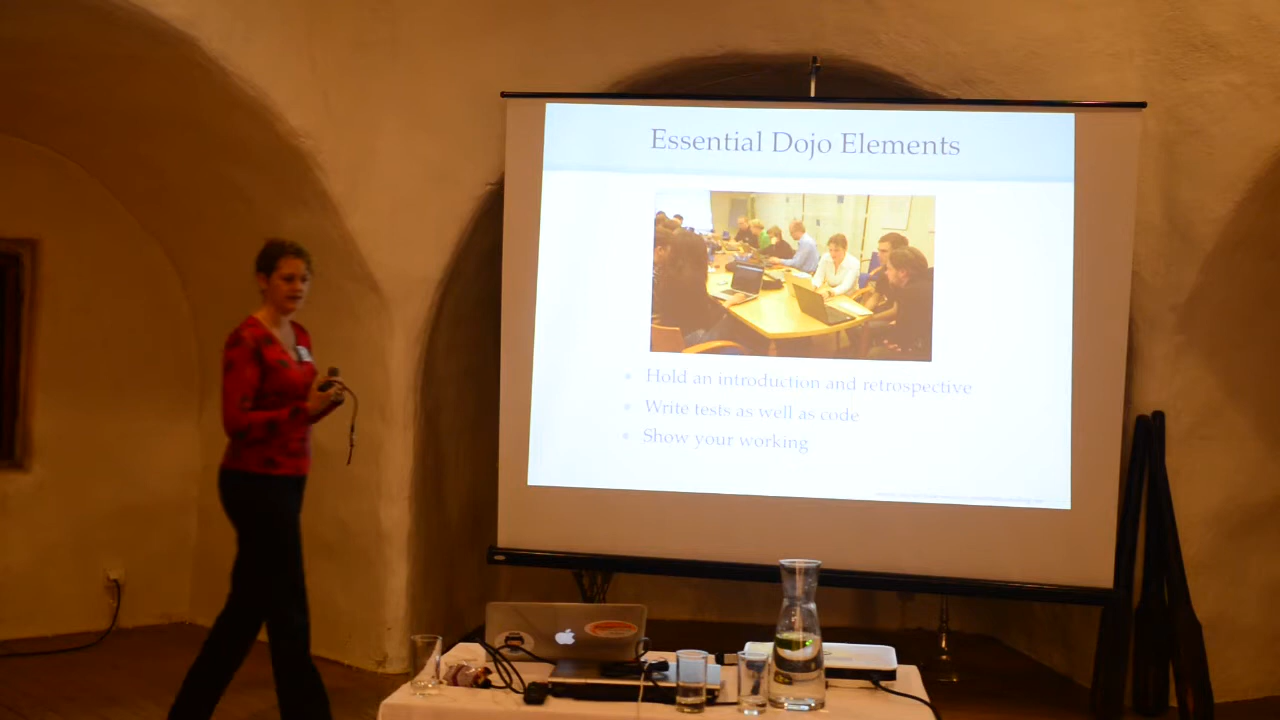 Essential Dojo Elements
Hold an introduction and retrospective
Write tests as well as code
Show your working